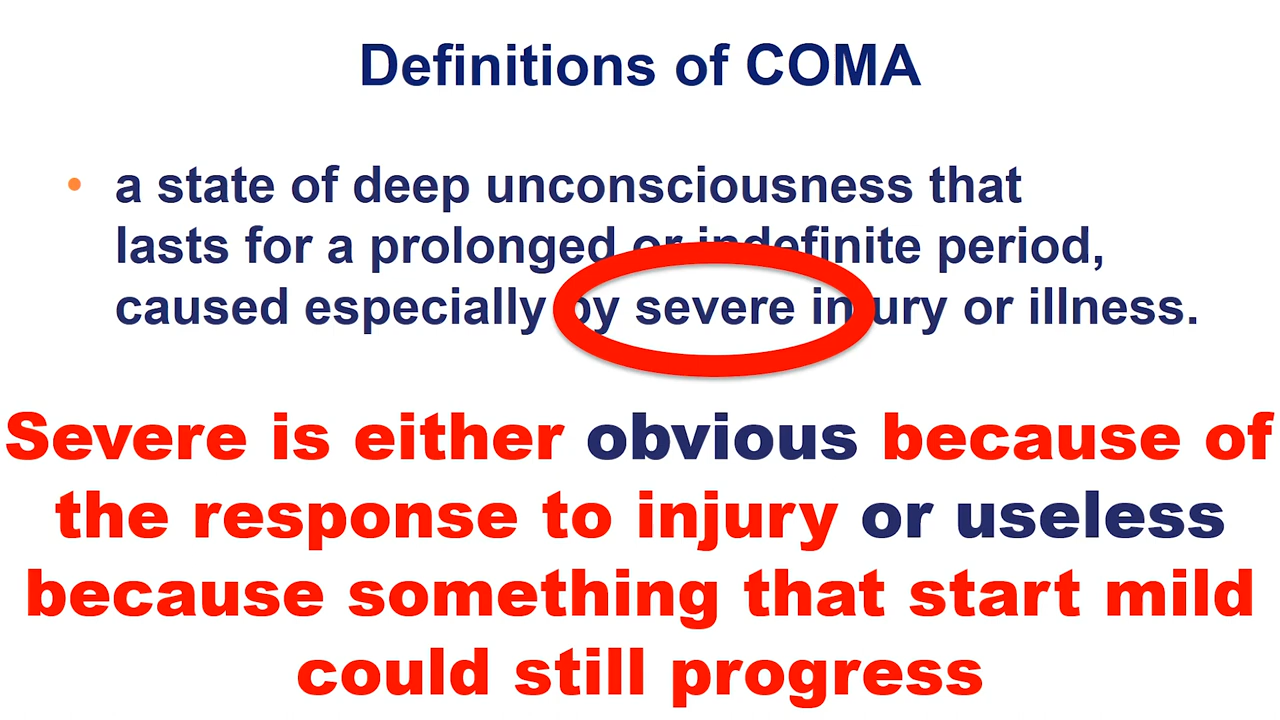 Definitions of COMA
• a state of deep unconsciousness that
lasts for a prolonged or indefinite period,
caused especially by severe injury or illness.
Severe is either obvious because of
the response to injury or useless
because something that start mild
could still progress